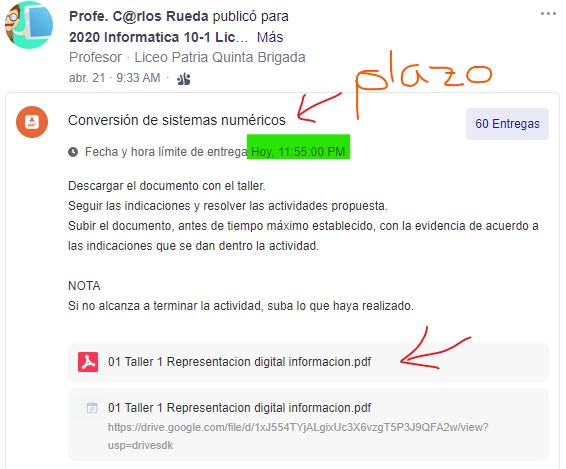 Profe. C@rlos Rueda publicó para
2020 Informatica 10-1 Lic... Más
Profesor · Liceo Patria Quinta Brigada
abr. 21 · 9:33 AM ·
plazo
Conversión de sistemas numéricos
60 Entregas
Fecha y hora límite de entrega Hoy, 11:55:00 PM
Descargar el documento con el taller.
Seguir las indicaciones y resolver las actividades propuesta.
Subir el documento, antes de tiempo máximo establecido, con la evidencia de acuerdo a
las indicaciones que se dan dentro la actividad.
NOTA
Si no alcanza a terminar la actividad, suba lo que haya realizado.
01 Taller 1 Representacion digital informacion.pdf
01 Taller 1 Representacion digital informacion.pdf
https://drive.google.com/file/d/1xJ554TYjALgixUc3X6vzgT5P3J9QFA2w/view?
usp=drivesdk